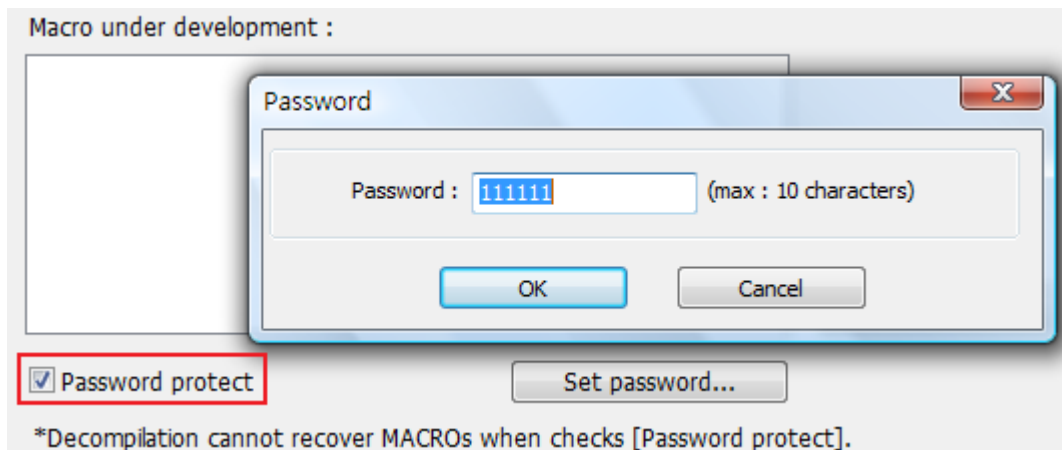 Macro under development :
Password
Password : 111111 (max : 10 characters)
OK Cancel
Password protect Set password...
*Decompilation cannot recover MACROs when checks [Password protect].